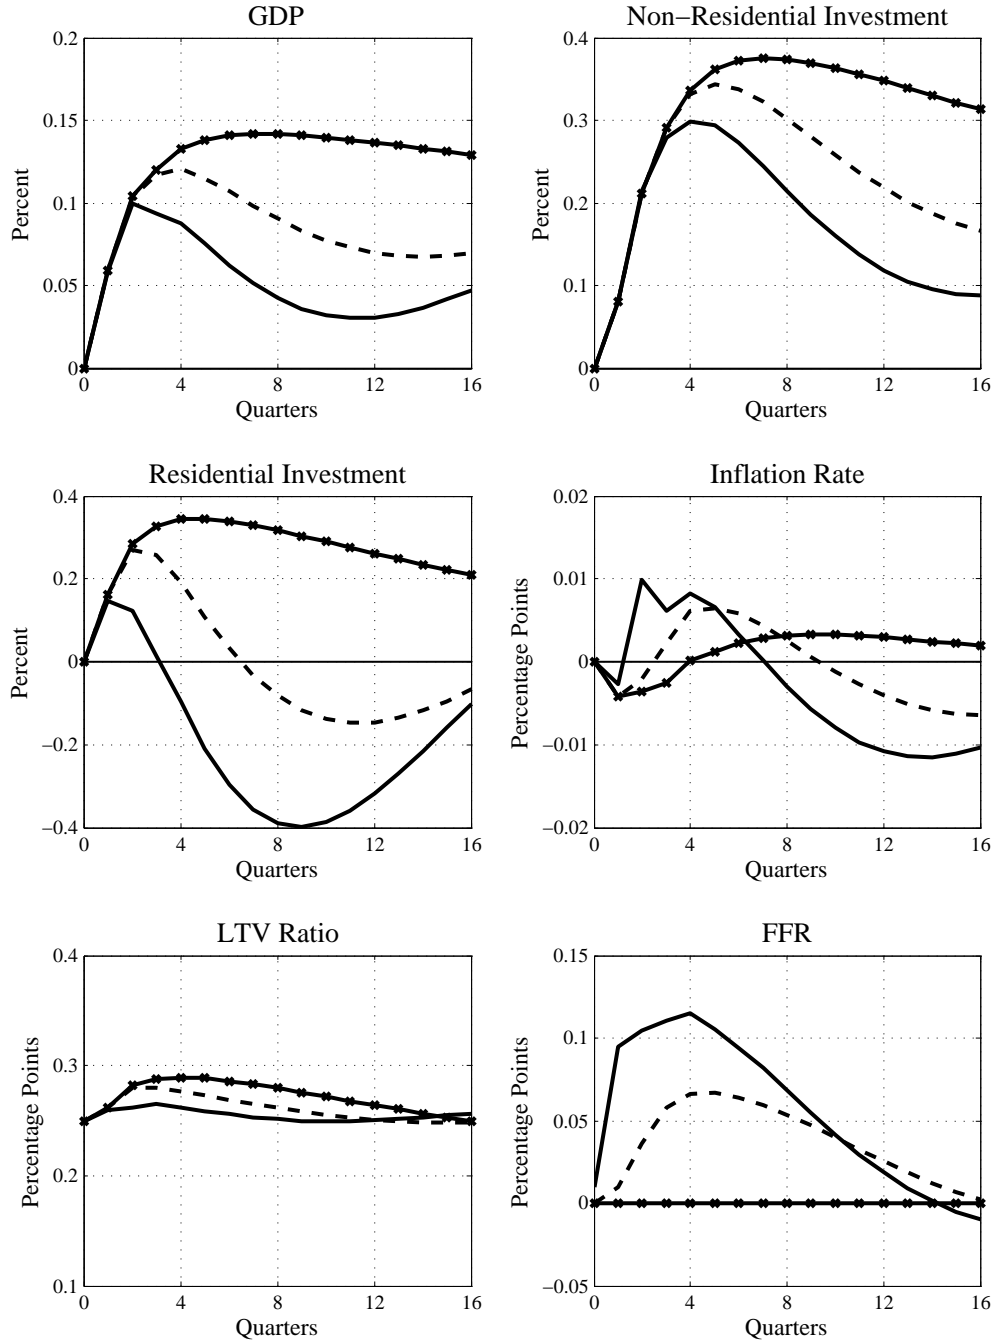 GDP
0.2
0.15
0.1
0.05
0
Percent
0 4 8 12 16
Quarters
Non−Residential Investment
0.4
0.3
0.2
0.1
0
Percent
0 4 8 12 16
Quarters
Residential Investment
0.4
0.2
0
−0.2
−0.4
Percent
0 4 8 12 16
Quarters
Inflation Rate
0.02
0.01
0
−0.01
−0.02
Percentage Points
0 4 8 12 16
Quarters
LTV Ratio
0.4
0.3
0.2
0.1
Percentage Points
0 4 8 12 16
Quarters
FFR
0.15
0.1
0.05
0
−0.05
Percentage Points
0 4 8 12 16
Quarters